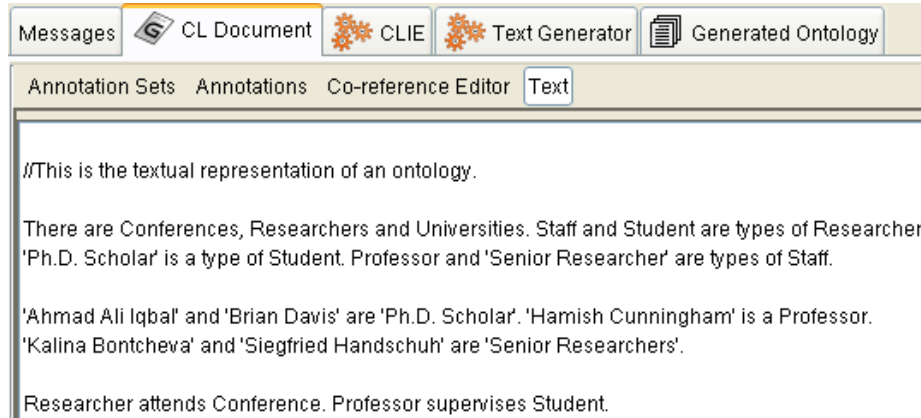 Messages CL Document CLIE Text Generator Generated Ontology
Annotation Sets Annotations Co-reference Editor Text
//This is the textual representation of an ontology.
There are Conferences, Researchers and Universities. Staff and Student are types of Researcher
'Ph.D. Scholar' is a type of Student. Professor and 'Senior Researcher' are types of Staff.
'Ahmad Ali Iqbal' and 'Brian Davis' are 'Ph.D. Scholar'. 'Hamish Cunningham' is a Professor.
'Kalina Bontcheva' and 'Siegfried Handschuh' are 'Senior Researchers'.
Researcher attends Conference. Professor supervises Student.